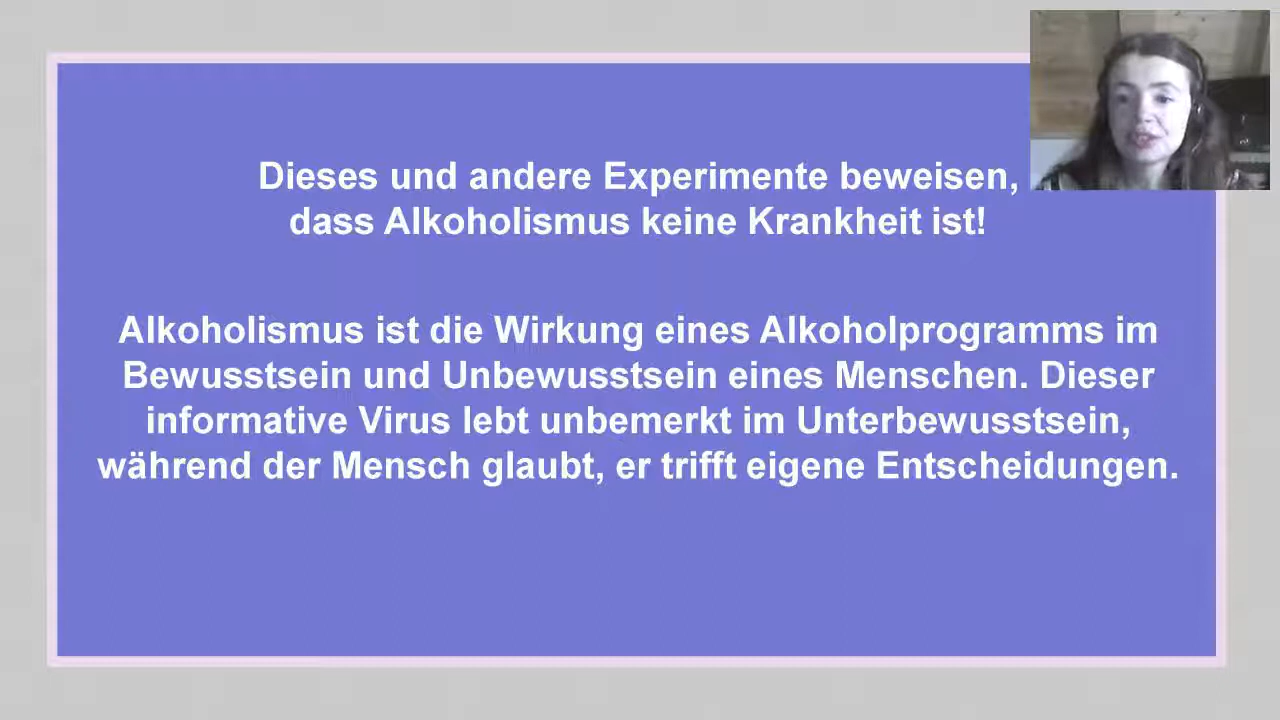 Dieses und andere Experimente beweisen,
dass Alkoholismus keine Krankheit ist!
Alkoholismus ist die Wirkung eines Alkoholprogramms im
Bewusstsein und Unbewusstsein eines Menschen. Dieser
informative Virus lebt unbemerkt im Unterbewusstsein,
während der Mensch glaubt, er trifft eigene Entscheidungen.